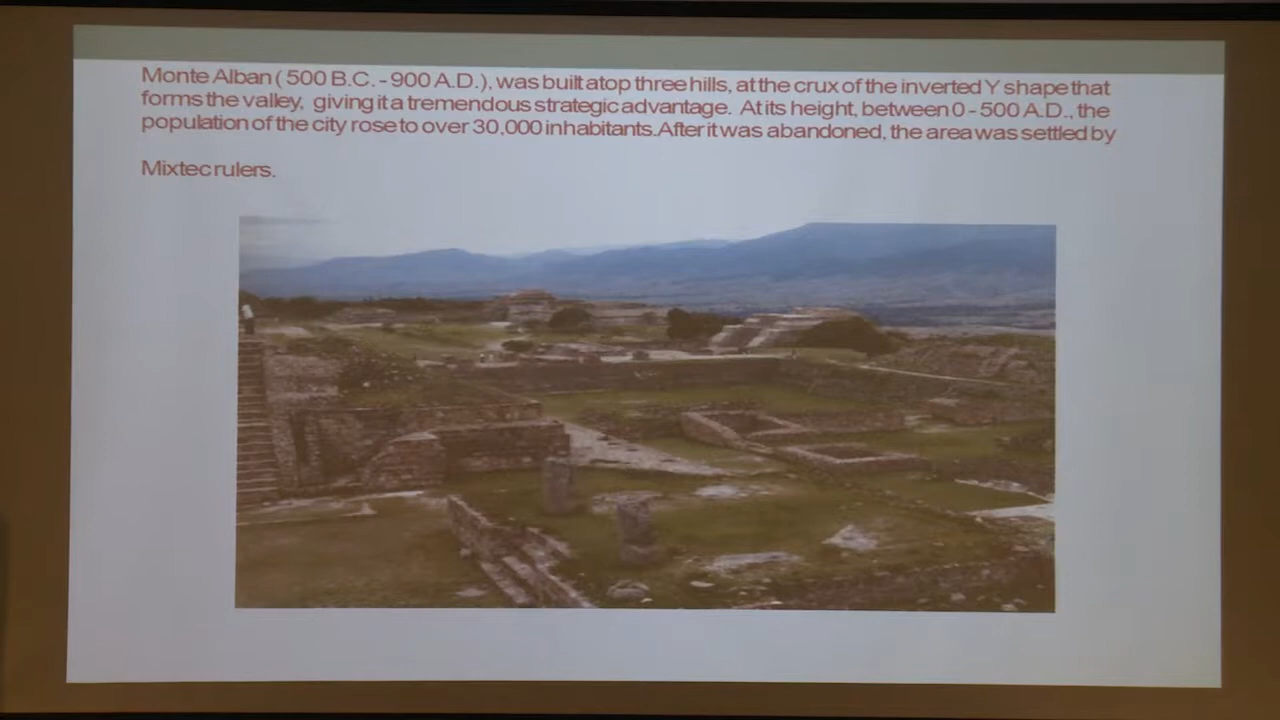 Monte Alban ( 500 B.C. - 900 A.D.), was built atop three hills, at the crux of the inverted Y shape that
forms the valley, giving it a tremendous strategic advantage. At its height, between 0 - 500 A.D., the
population of the city rose to over 30,000 inhabitants. After it was abandoned, the area was settled by
Mixtec rulers.